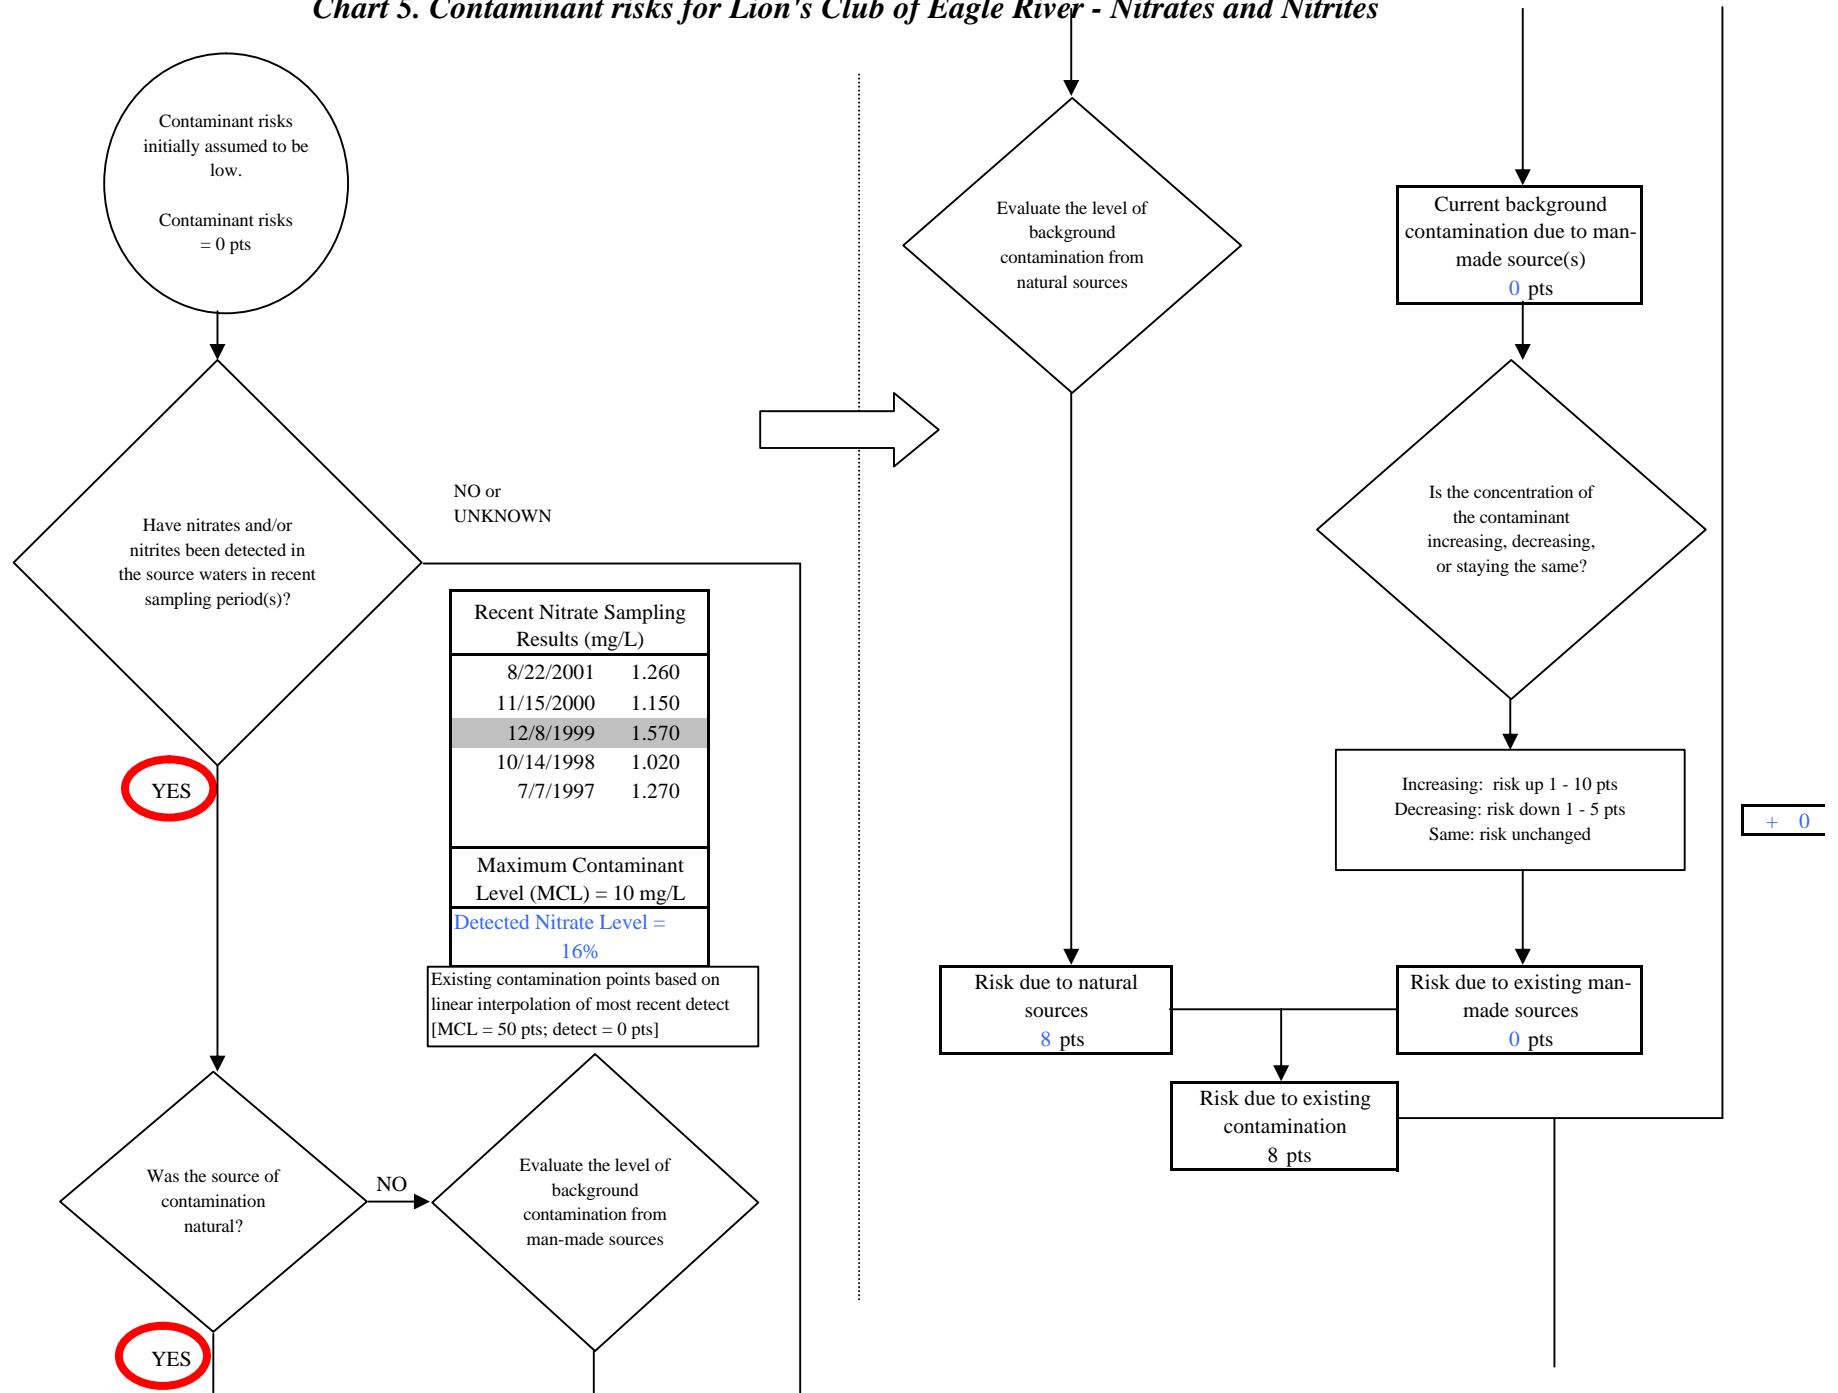 Chart 5. Contaminant risks for Lion's Club of Eagle River - Nitrates and Nitrites
Contaminant risks
initially assumed to be
low.
Contaminant risks
= 0 pts
Have nitrates and/or
nitrites been detected in
the source waters in recent
sampling period(s)?
NO or
UNKNOWN
YES
Recent Nitrate Sampling
Results (mg/L)
8/22/2001 1.260
11/15/2000 1.150
12/8/1999 1.570
10/14/1998 1.020
7/7/1997 1.270
Maximum Contaminant
Level (MCL) = 10 mg/L
Detected Nitrate Level =
16%
Existing contamination points based on
linear interpolation of most recent detect
[MCL = 50 pts; detect = 0 pts]
Was the source of
contamination
natural?
NO
YES
Evaluate the level of
background
contamination from
man-made sources
Evaluate the level of
background
contamination from
natural sources
Current background
contamination due to man-
made source(s)
0 pts
Is the concentration of
the contaminant
increasing, decreasing,
or staying the same?
Increasing: risk up 1 - 10 pts
Decreasing: risk down 1 - 5 pts
Same: risk unchanged
+ 0
Risk due to natural
sources
8 pts
Risk due to existing man-
made sources
0 pts
Risk due to existing
contamination
8 pts